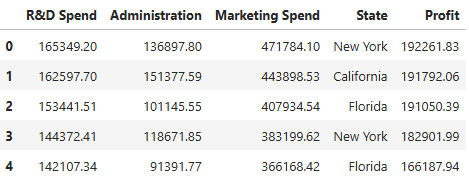 R&D Spend Administration Marketing Spend State Profit
0 165349.20 136897.80 471784.10 New York 192261.83
1 162597.70 151377.59 443898.53 California 191792.06
2 153441.51 101145.55 407934.54 Florida 191050.39
3 144372.41 118671.85 383199.62 New York 182901.99
4 142107.34 91391.77 366168.42 Florida 166187.94